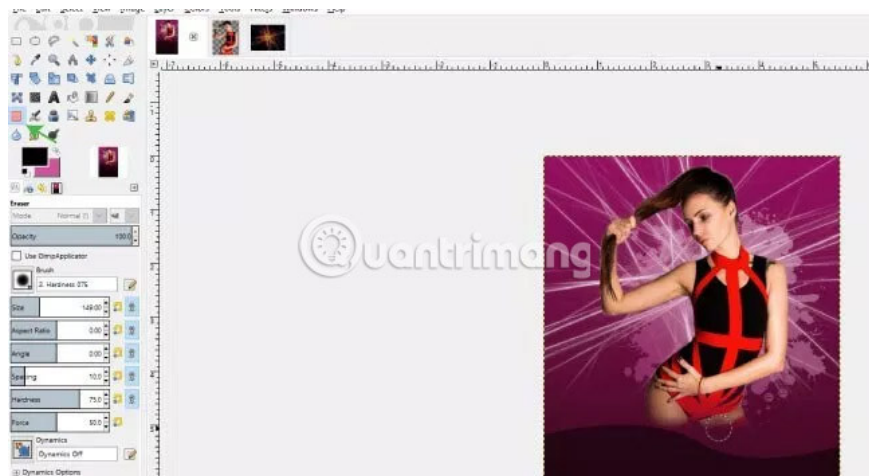 Quantrimang
Eraser
Mode Normal
Opacity 100.0
Use GimpApplicator
Brush
2. Hardness 075
Size 149.00
Aspect Ratio 0.00
Angle 0.00
Spacing 10.0
Hardness 75.0
Force 50.0
Dynamics
Dynamics Off
Dynamics Options